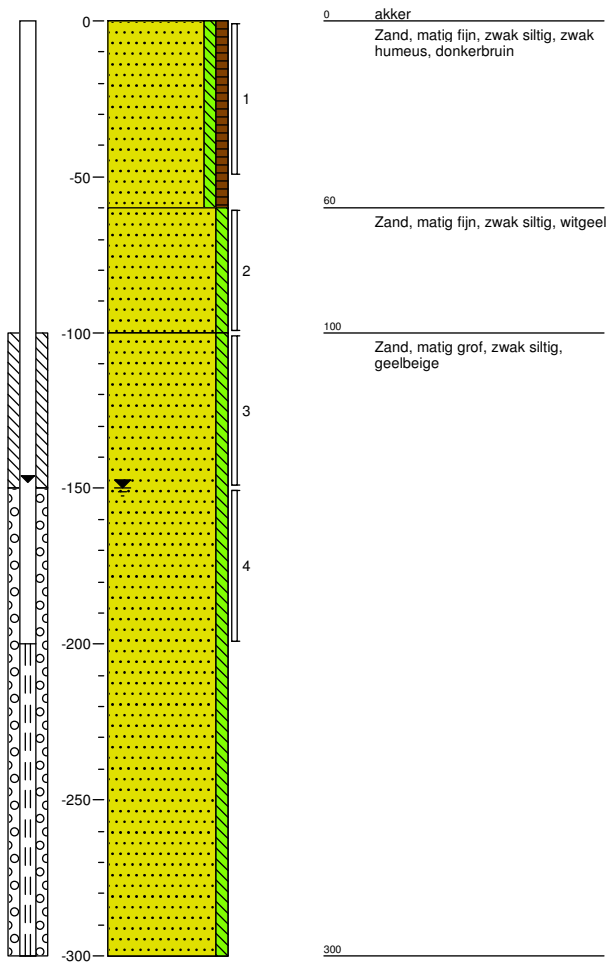 0
-50
-100
-150
-200
-250
-300
1
2
3
4
0
akker
Zand, matig fijn, zwak siltig, zwak
humeus, donkerbruin
60
Zand, matig fijn, zwak siltig, witgeel
100
Zand, matig grof, zwak siltig,
geelbeige
300